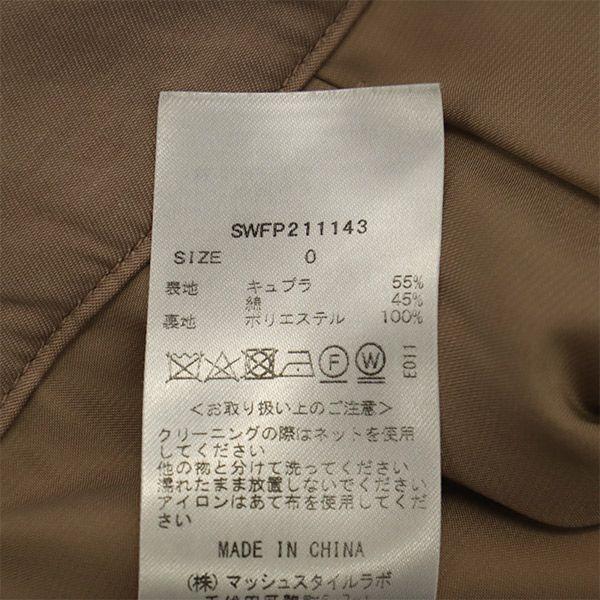 SWFP211143
SIZE 0
表地 キュプラ 55%
綿 45%
裏地 ポリエステル 100%
F W E011
<お取り扱い上のご注意>
クリーニングの際はネットを使用
してください
他の物と分けて洗ってください
濡れたまま放置しないでください
アイロンはあて布を使用してくださ
い
MADE IN CHINA
(株)マッシュスタイルラボ